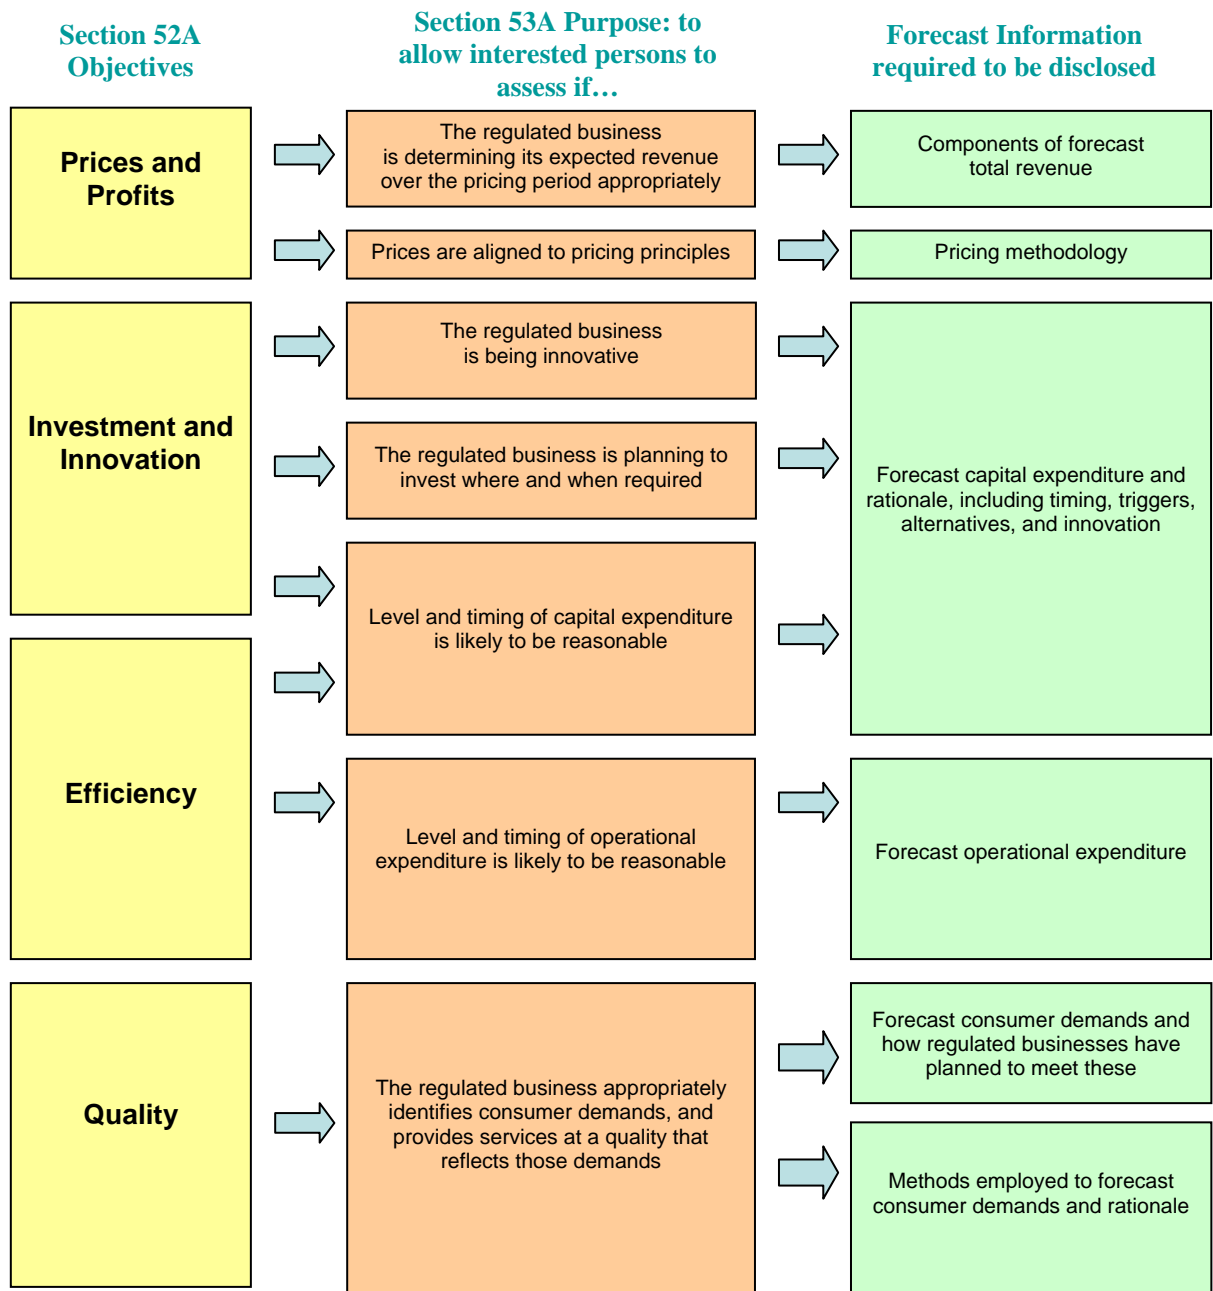 Section 52A
Objectives
Section 53A Purpose: to
allow interested persons to
assess if…
Forecast Information
required to be disclosed
Prices and
Profits
The regulated business
is determining its expected revenue
over the pricing period appropriately
Components of forecast
total revenue
Prices are aligned to pricing principles
Pricing methodology
Investment and
Innovation
The regulated business
is being innovative
The regulated business is planning to
invest where and when required
Forecast capital expenditure and
rationale, including timing, triggers,
alternatives, and innovation
Level and timing of capital expenditure
is likely to be reasonable
Efficiency
Level and timing of operational
expenditure is likely to be reasonable
Forecast operational expenditure
Quality
The regulated business appropriately
identifies consumer demands, and
provides services at a quality that
reflects those demands
Forecast consumer demands and
how regulated businesses have
planned to meet these
Methods employed to forecast
consumer demands and rationale